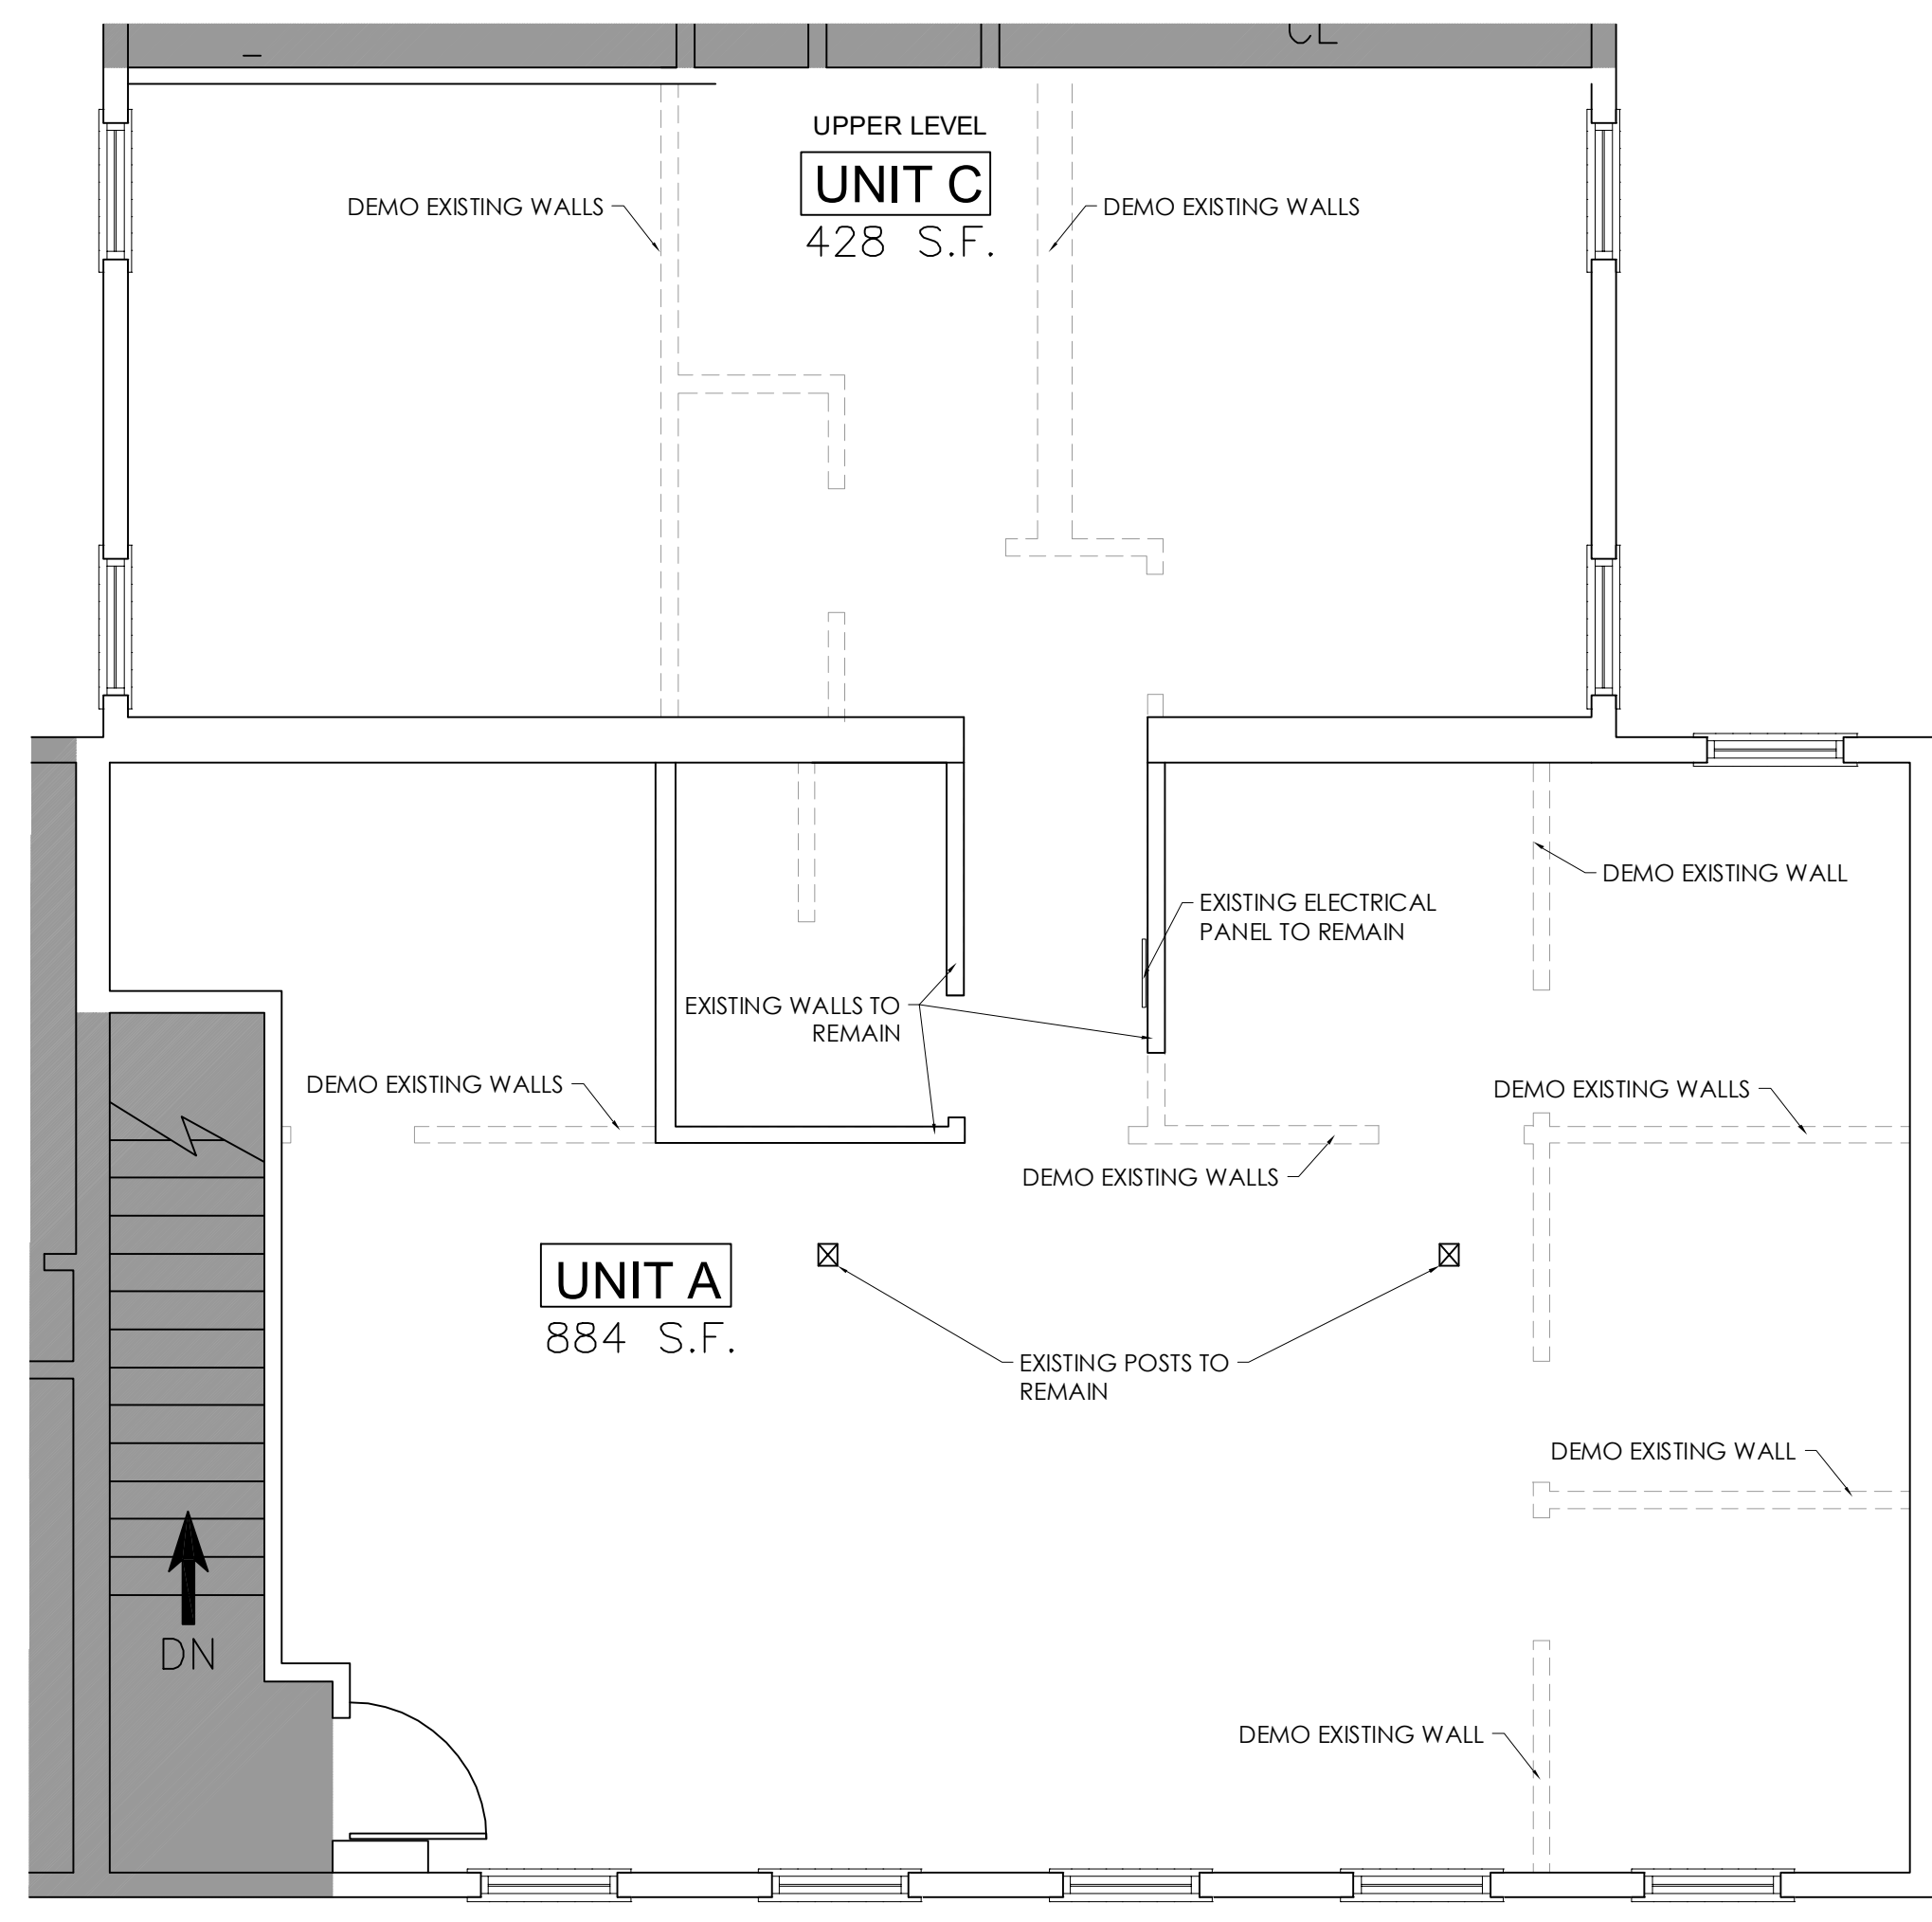 UPPER LEVEL
UNIT C
428 S.F.
DEMO EXISTING WALLS
DEMO EXISTING WALLS
DEMO EXISTING WALL
EXISTING ELECTRICAL
PANEL TO REMAIN
EXISTING WALLS TO
REMAIN
DEMO EXISTING WALLS
DEMO EXISTING WALLS
DEMO EXISTING WALLS
UNIT A
884 S.F.
EXISTING POSTS TO
REMAIN
DEMO EXISTING WALL
DN
DEMO EXISTING WALL